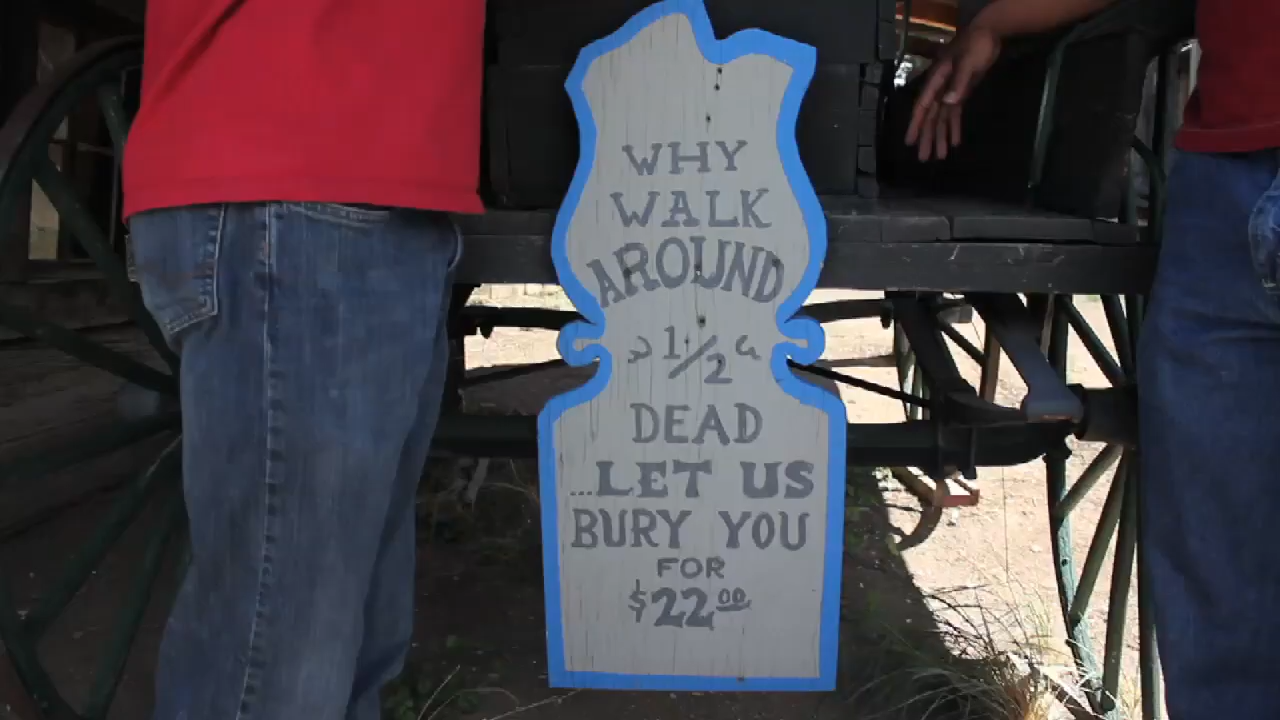 WHY
WALK
AROUND
1/2
DEAD
...LET US
BURY YOU
FOR
$22.00